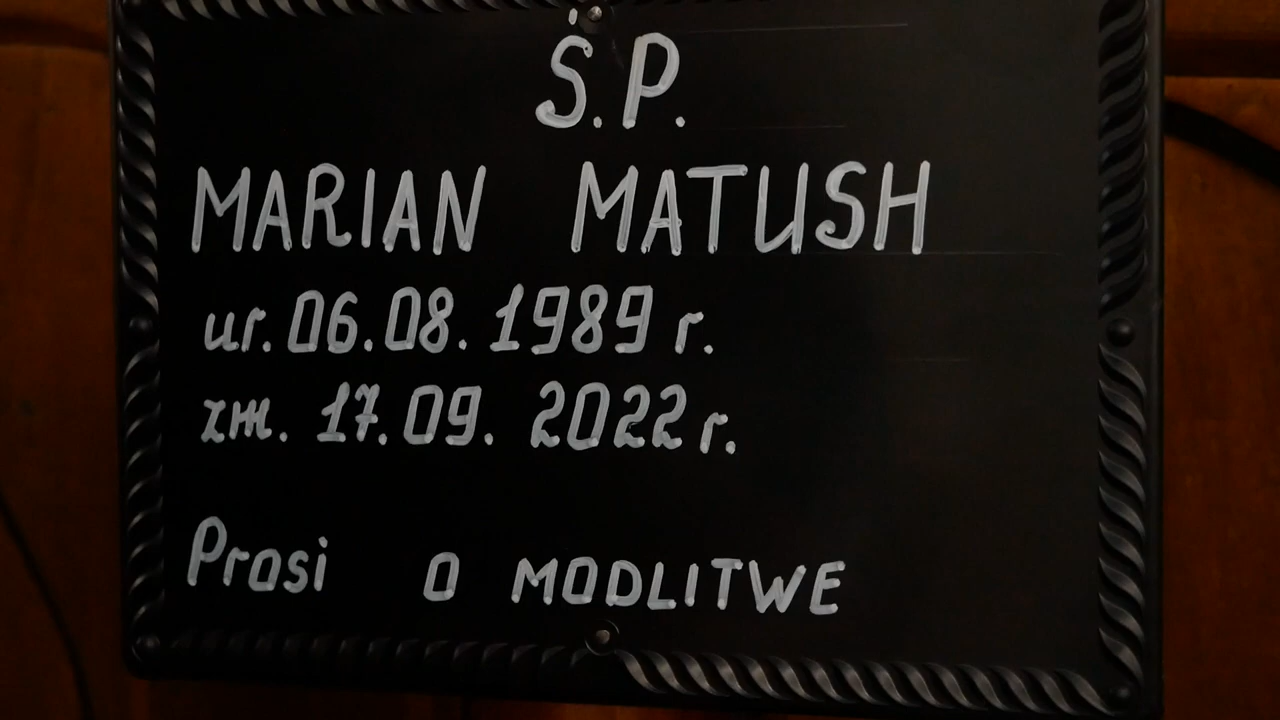 Ś.P.
MARIAN MATUSH
ur. 06.08. 1989 r.
zm. 17.09. 2022 r.
Prosi O MODLITWE